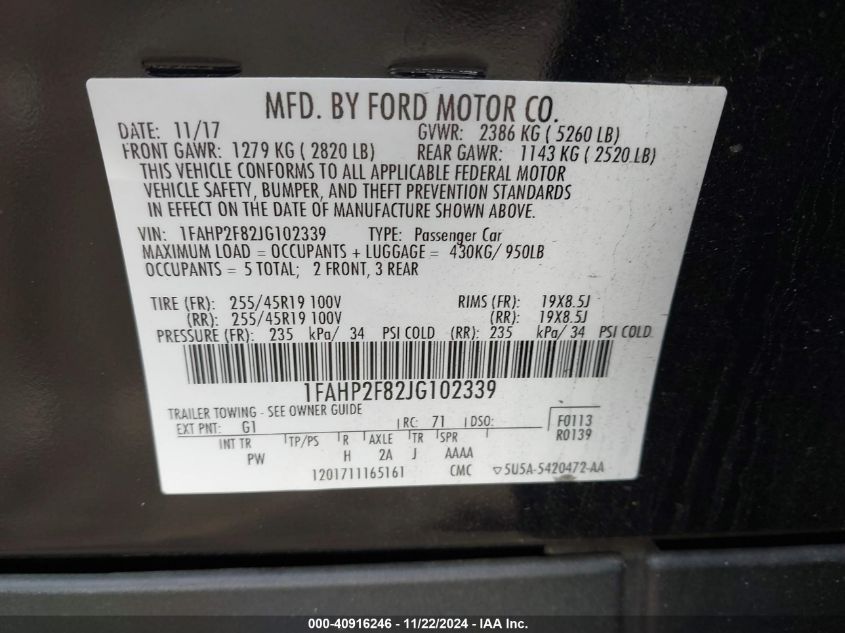 MFD. BY FORD MOTOR CO.
DATE: 11/17 GVWR: 2386 KG ( 5260 LB)
FRONT GAWR: 1279 KG ( 2820 LB) REAR GAWR: 1143 KG ( 2520 LB)
THIS VEHICLE CONFORMS TO ALL APPLICABLE FEDERAL MOTOR
VEHICLE SAFETY, BUMPER, AND THEFT PREVENTION STANDARDS
IN EFFECT ON THE DATE OF MANUFACTURE SHOWN ABOVE.
VIN: 1FAHP2F82JG102339 TYPE: Passenger Car
MAXIMUM LOAD = OCCUPANTS + LUGGAGE = 430KG/ 950LB
OCCUPANTS = 5 TOTAL; 2 FRONT, 3 REAR
TIRE (FR): 255/45R19 100V RIMS (FR): 19X8.5J
(RR): 255/45R19 100V (RR): 19X8.5J
PRESSURE (FR): 235 kPa/ 34 PSI COLD (RR): 235 kPa/ 34 PSI COLD
1FAHP2F82JG102339
TRAILER TOWING - SEE OWNER GUIDE
EXT PNT: G1 RC: 71 DSO: F0113
INT TR TP/PS R AXLE TR SPR R0139
PW H 2A J AAAA
1201711165161 CMC 5U5A-5420472-AA
000-40916246 - 11/22/2024 - IAA Inc.